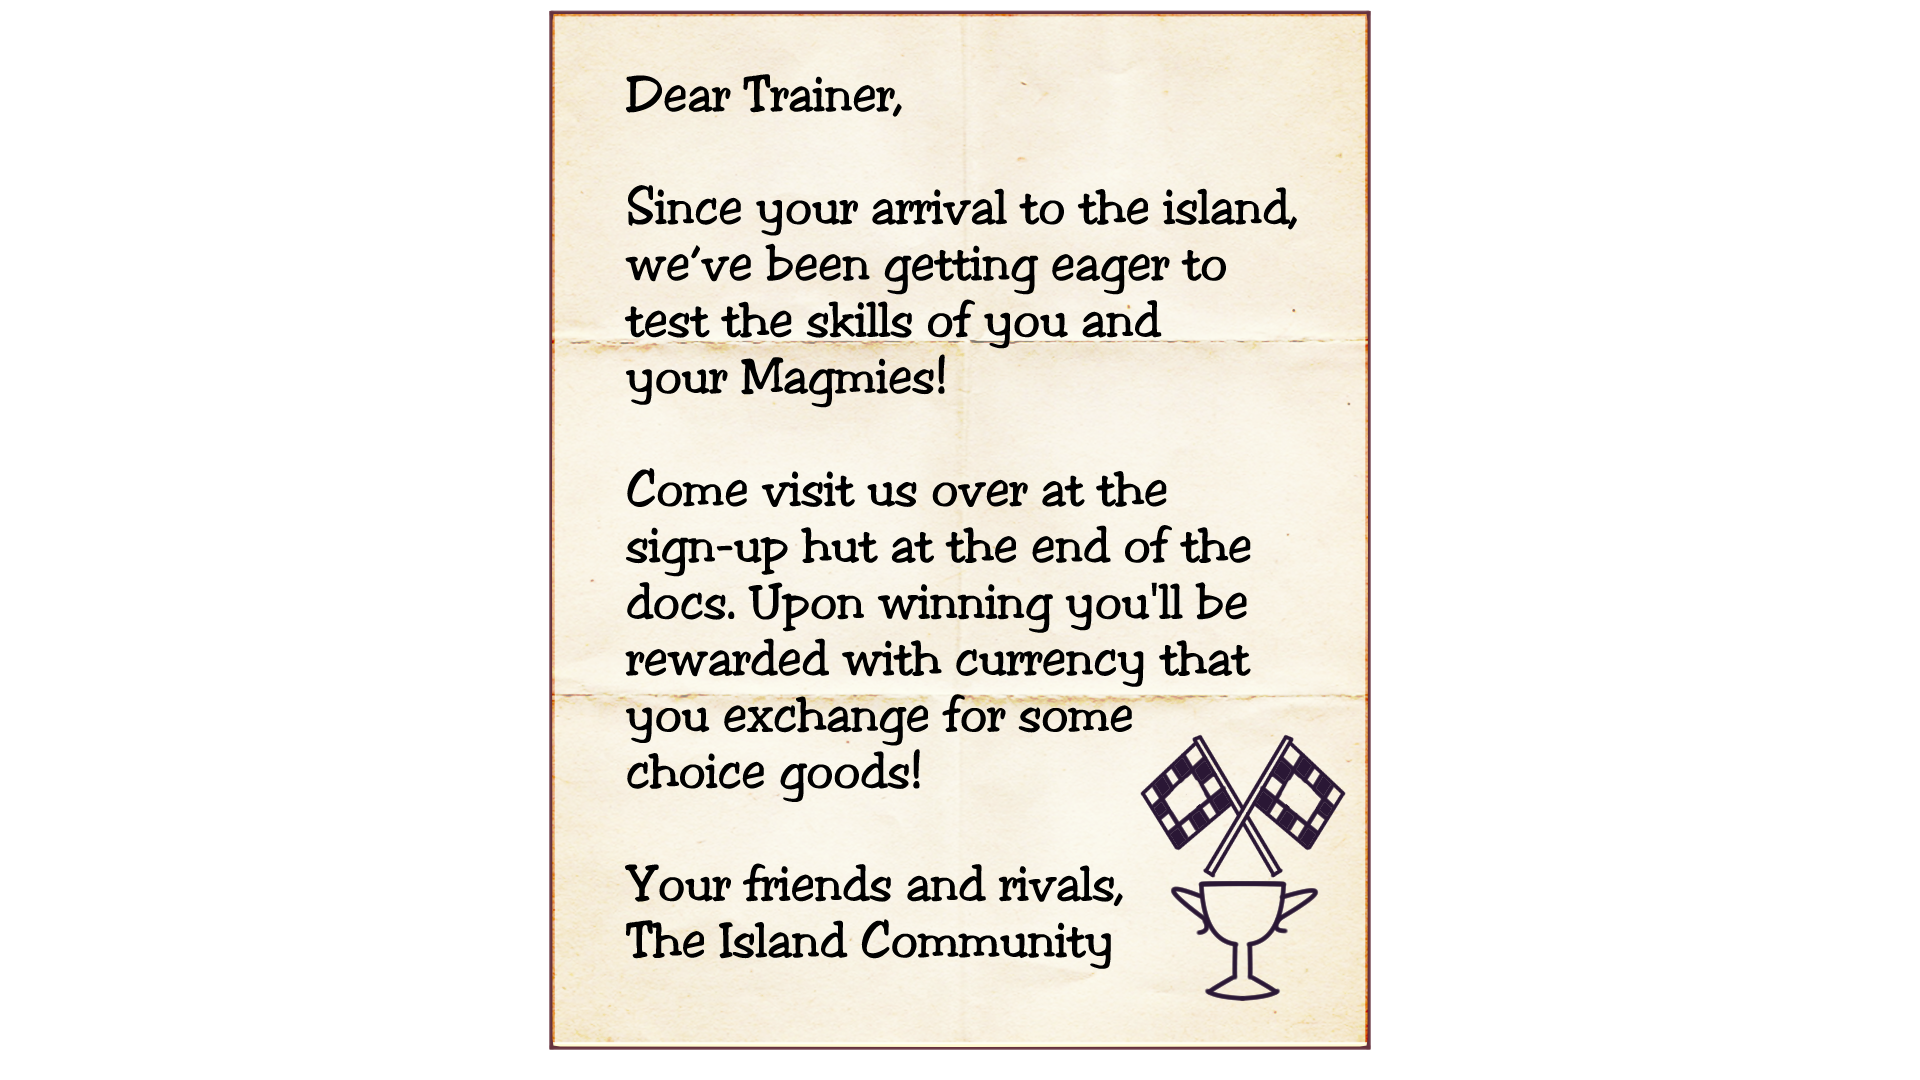 Dear Trainer,
Since your arrival to the island,
we’ve been getting eager to
test the skills of you and
your Magmies!
Come visit us over at the
sign-up hut at the end of the
docs. Upon winning you'll be
rewarded with currency that
you exchange for some
choice goods!
Your friends and rivals,
The Island Community